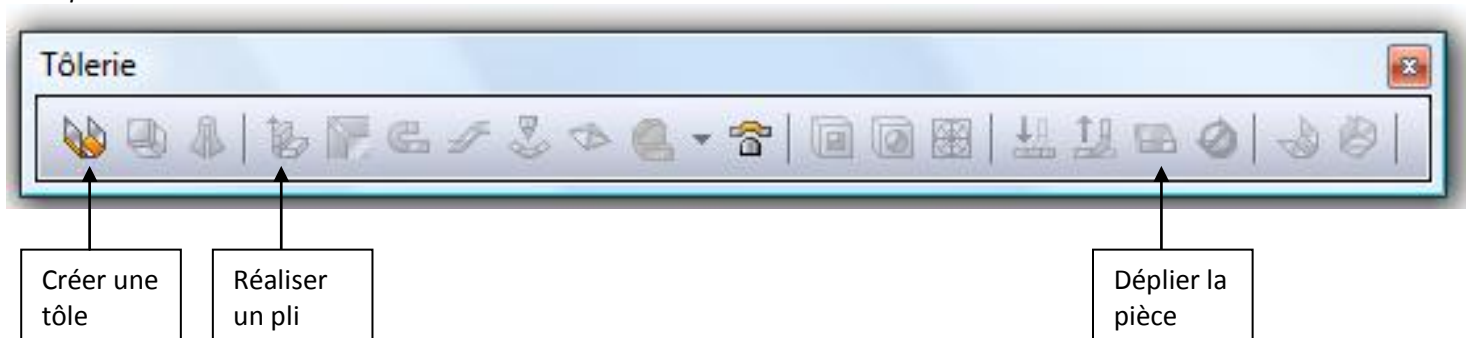 Tôlerie
Créer une
tôle
Réaliser
un pli
Déplier la
pièce